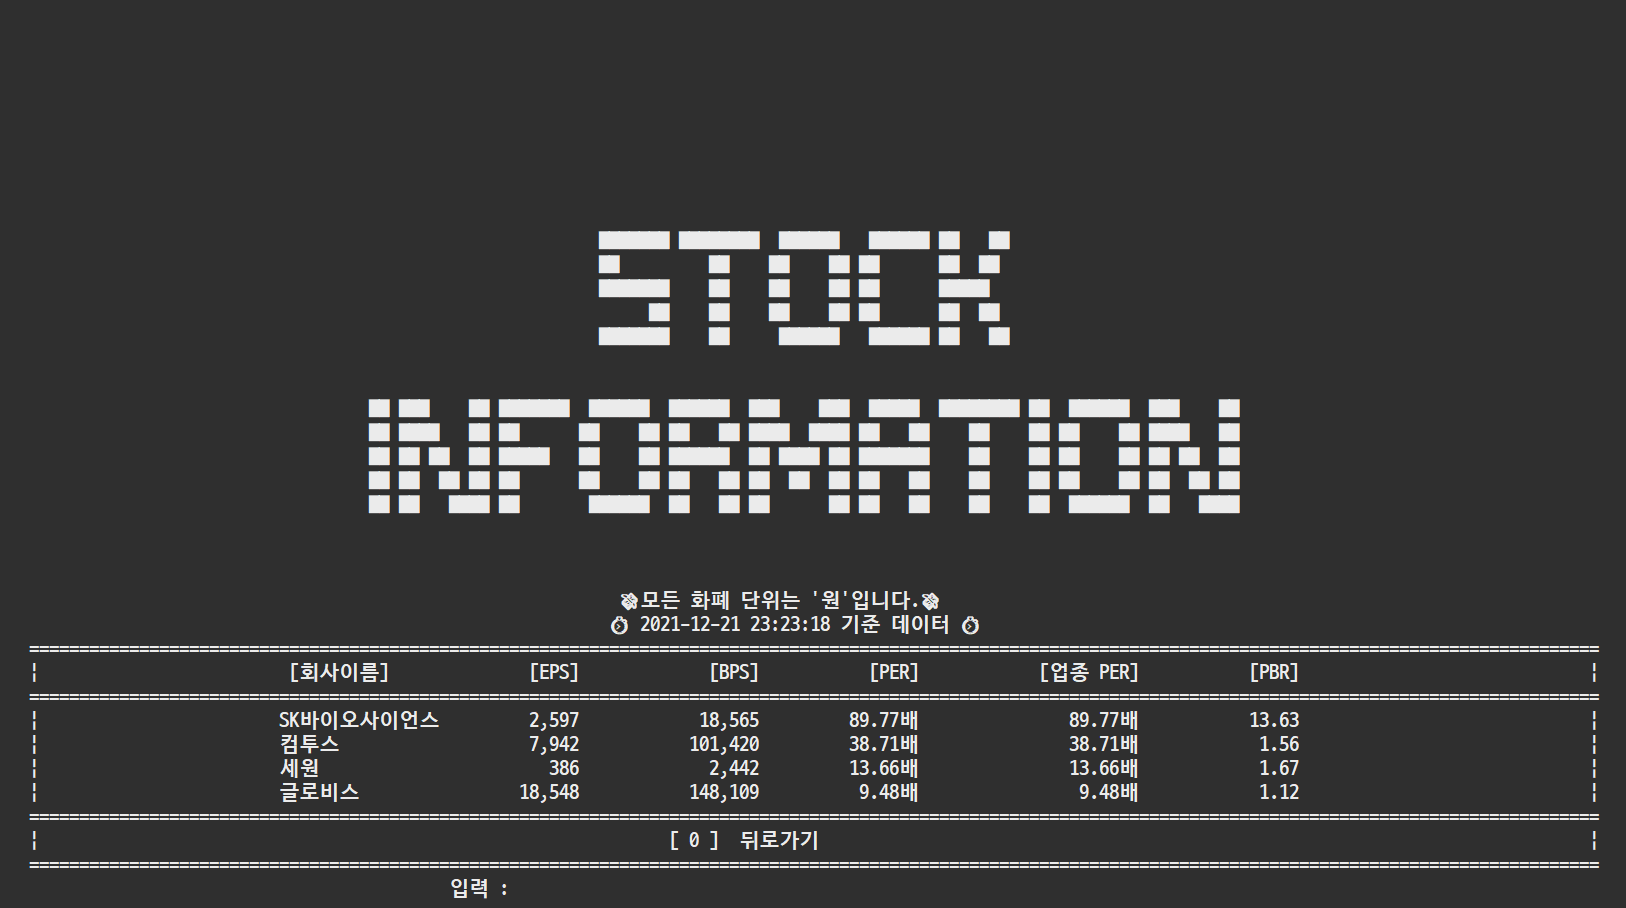 STOCK
INFORMATION
모든 화폐 단위는 '원'입니다.
2021-12-21 23:23:18 기준 데이터
[회사이름] [EPS] [BPS] [PER] [업종 PER] [PBR]
SK바이오사이언스 2,597 18,565 89.77배 89.77배 13.63
컴투스 7,942 101,420 38.71배 38.71배 1.56
세원 386 2,442 13.66배 13.66배 1.67
글로비스 18,548 148,109 9.48배 9.48배 1.12
[ 0 ] 뒤로가기
입력 :